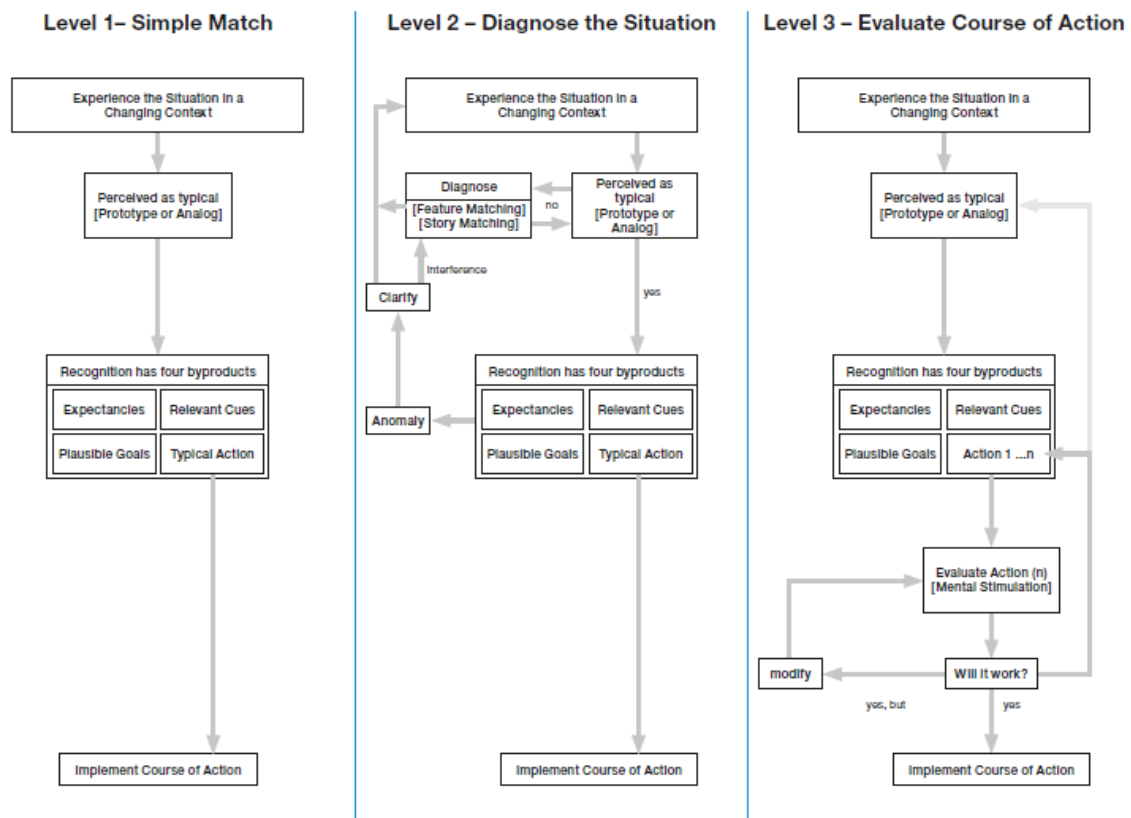 Level 1– Simple Match
Experience the Situation in a
Changing Context
Perceived as typical
[Prototype or Analog]
Recognition has four byproducts
Expectancies
Relevant Cues
Plausible Goals
Typical Action
Implement Course of Action
Level 2 – Diagnose the Situation
Experience the Situation in a
Changing Context
Diagnose
[Feature Matching]
[Story Matching]
no
Perceived as
typical
[Prototype or
Analog]
Interference
yes
Clarify
Anomaly
Recognition has four byproducts
Expectancies
Relevant Cues
Plausible Goals
Typical Action
Implement Course of Action
Level 3 – Evaluate Course of Action
Experience the Situation in a
Changing Context
Perceived as typical
[Prototype or Analog]
Recognition has four byproducts
Expectancies
Relevant Cues
Plausible Goals
Action 1 ...n
Evaluate Action (n)
[Mental Stimulation]
modify
Will it work?
yes, but
yes
Implement Course of Action